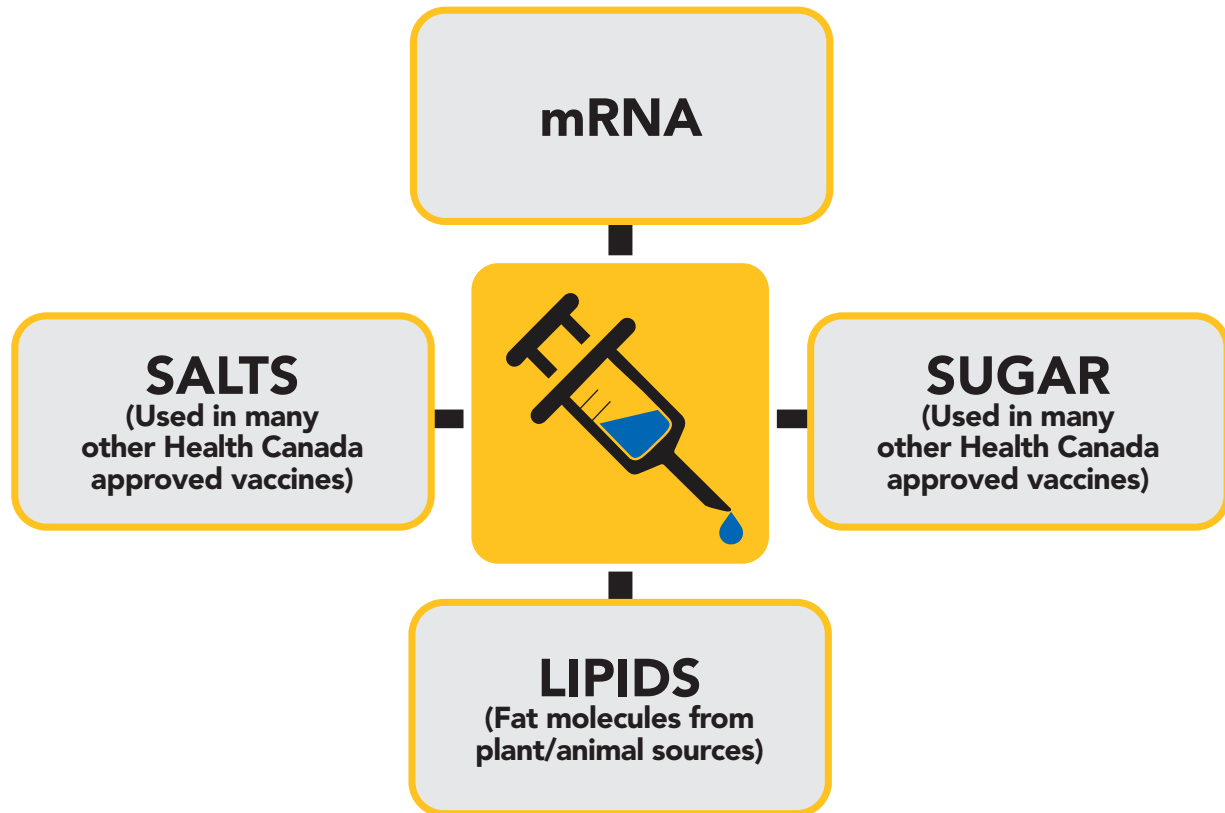 mRNA
SALTS
(Used in many
other Health Canada
approved vaccines)
SUGAR
(Used in many
other Health Canada
approved vaccines)
LIPIDS
(Fat molecules from
plant/animal sources)